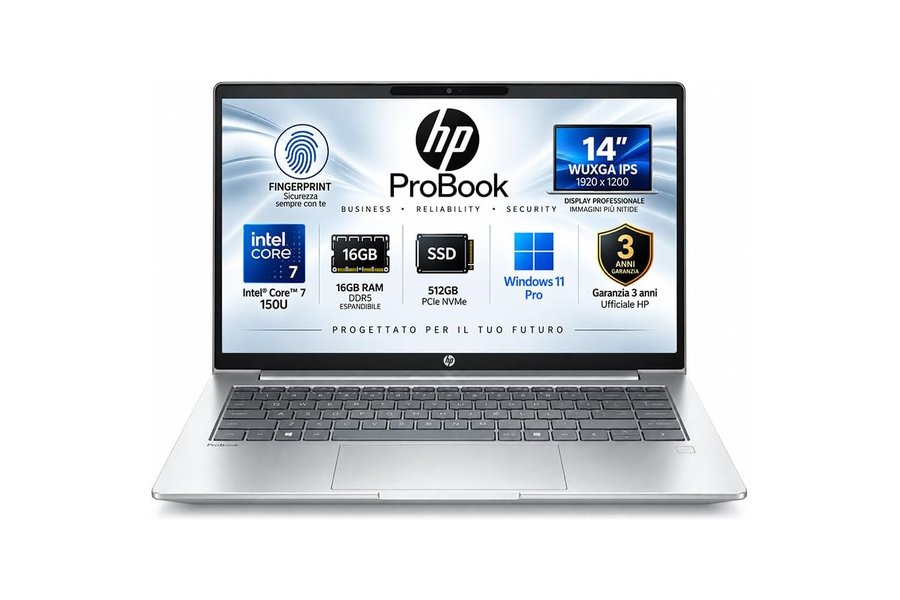 hp
ProBook
BUSINESS • RELIABILITY • SECURITY
FINGERPRINT
Sicurezza
sempre con te
14”
WUXGA IPS
1920 x 1200
DISPLAY PROFESSIONALE
IMMAGINI PIÙ NITIDE
intel
CORE
7
Intel® Core™ 7
150U
16GB
16GB RAM
DDR5
ESPANDIBILE
SSD
512GB
PCIe NVMe
Windows 11
Pro
3
ANNI
GARANZIA
Garanzia 3 anni
Ufficiale HP
PROGETTATO PER IL TUO FUTURO
hp
ProBook